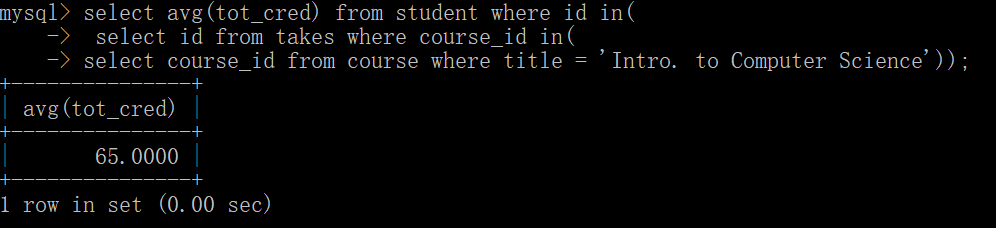 mysql> select avg(tot_cred) from student where id in(
    ->  select id from takes where course_id in(
    -> select course_id from course where title = 'Intro. to Computer Science'));
+---------------+
| avg(tot_cred) |
+---------------+
|       65.0000 |
+---------------+
1 row in set (0.00 sec)